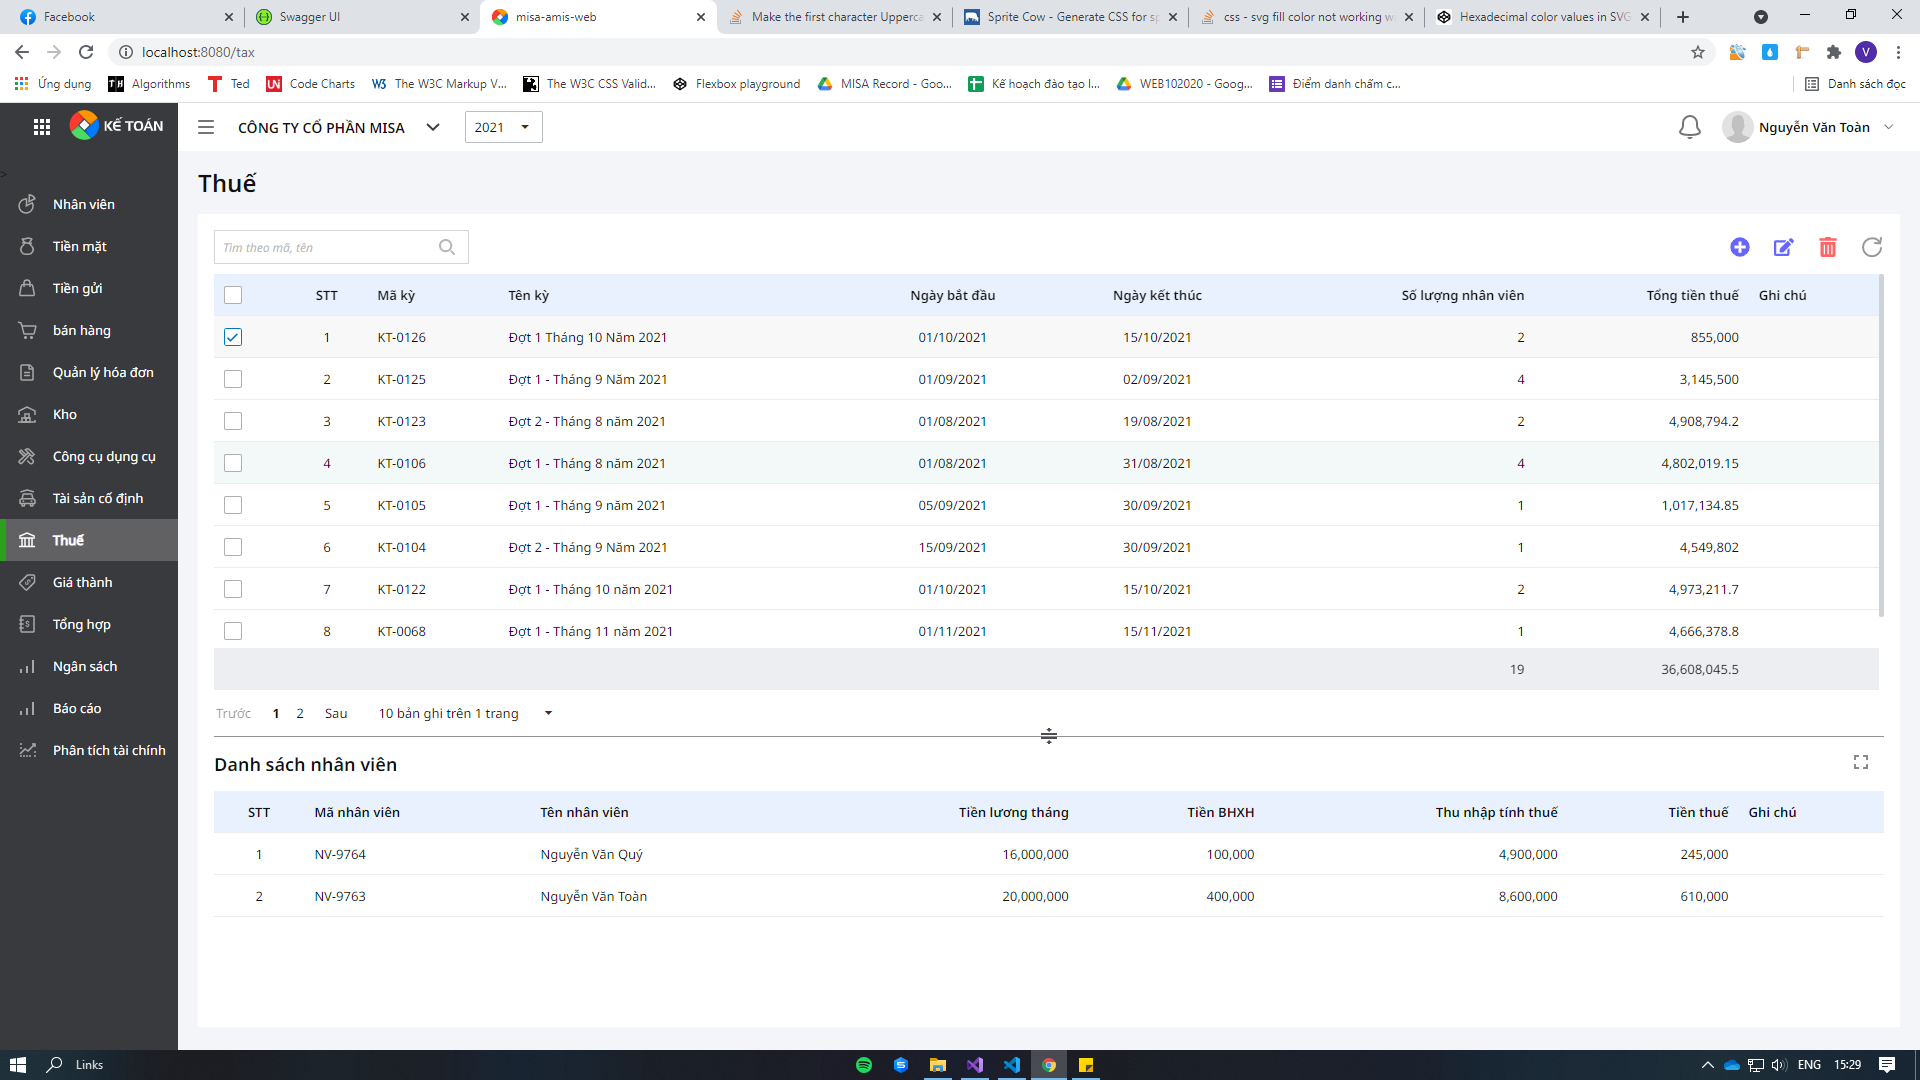 Facebook
Swagger UI
misa-amis-web
Make the first character Upperca
Sprite Cow - Generate CSS for sp
css - svg fill color not working w
Hexadecimal color values in SVG
localhost:8080/tax
V
Ứng dụng
Algorithms
Ted
Code Charts
The W3C Markup V...
The W3C CSS Valid...
Flexbox playground
MISA Record - Goo...
Kế hoạch đào tạo l...
WEB102020 - Goog...
Điểm danh chấm c...
Danh sách đọc
KẾ TOÁN
CÔNG TY CỔ PHẦN MISA
2021
Nguyễn Văn Toàn
>
Nhân viên
Tiền mặt
Tiền gửi
bán hàng
Quản lý hóa đơn
Kho
Công cụ dụng cụ
Tài sản cố định
Thuế
Giá thành
Tổng hợp
Ngân sách
Báo cáo
Phân tích tài chính
Thuế
Tìm theo mã, tên
STT Mã kỳ Tên kỳ Ngày bắt đầu Ngày kết thúc Số lượng nhân viên Tổng tiền thuế Ghi chú
1 KT-0126 Đợt 1 Tháng 10 Năm 2021 01/10/2021 15/10/2021 2 855,000
2 KT-0125 Đợt 1 - Tháng 9 Năm 2021 01/09/2021 02/09/2021 4 3,145,500
3 KT-0123 Đợt 2 - Tháng 8 năm 2021 01/08/2021 19/08/2021 2 4,908,794.2
4 KT-0106 Đợt 1 - Tháng 8 năm 2021 01/08/2021 31/08/2021 4 4,802,019.15
5 KT-0105 Đợt 1 - Tháng 9 năm 2021 05/09/2021 30/09/2021 1 1,017,134.85
6 KT-0104 Đợt 2 - Tháng 9 Năm 2021 15/09/2021 30/09/2021 1 4,549,802
7 KT-0122 Đợt 1 - Tháng 10 năm 2021 01/10/2021 15/10/2021 2 4,973,211.7
8 KT-0068 Đợt 1 - Tháng 11 năm 2021 01/11/2021 15/11/2021 1 4,666,378.8
19 36,608,045.5
Trước 1 2 Sau 10 bản ghi trên 1 trang
Danh sách nhân viên
STT Mã nhân viên Tên nhân viên Tiền lương tháng Tiền BHXH Thu nhập tính thuế Tiền thuế Ghi chú
1 NV-9764 Nguyễn Văn Quý 16,000,000 100,000 4,900,000 245,000
2 NV-9763 Nguyễn Văn Toàn 20,000,000 400,000 8,600,000 610,000
Links
ENG
15:29